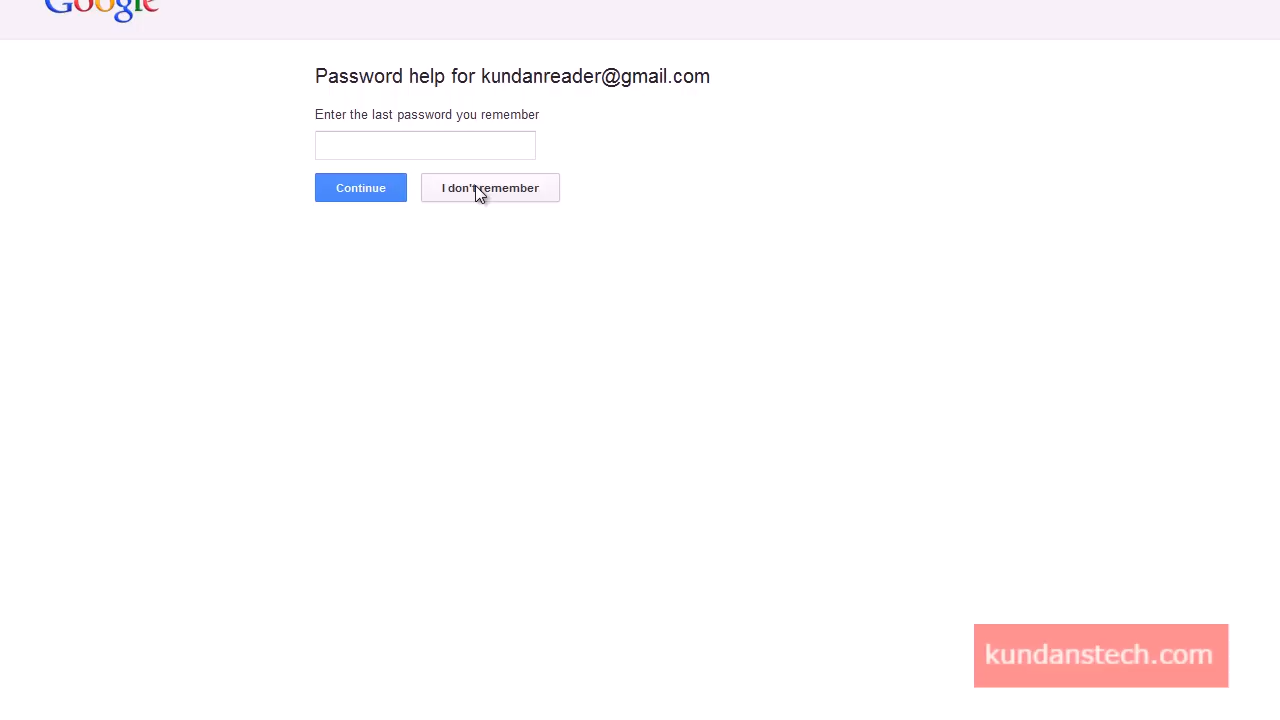 Google
Password help for kundanreader@gmail.com
Enter the last password you remember
Continue
I don't remember
kundanstech.com